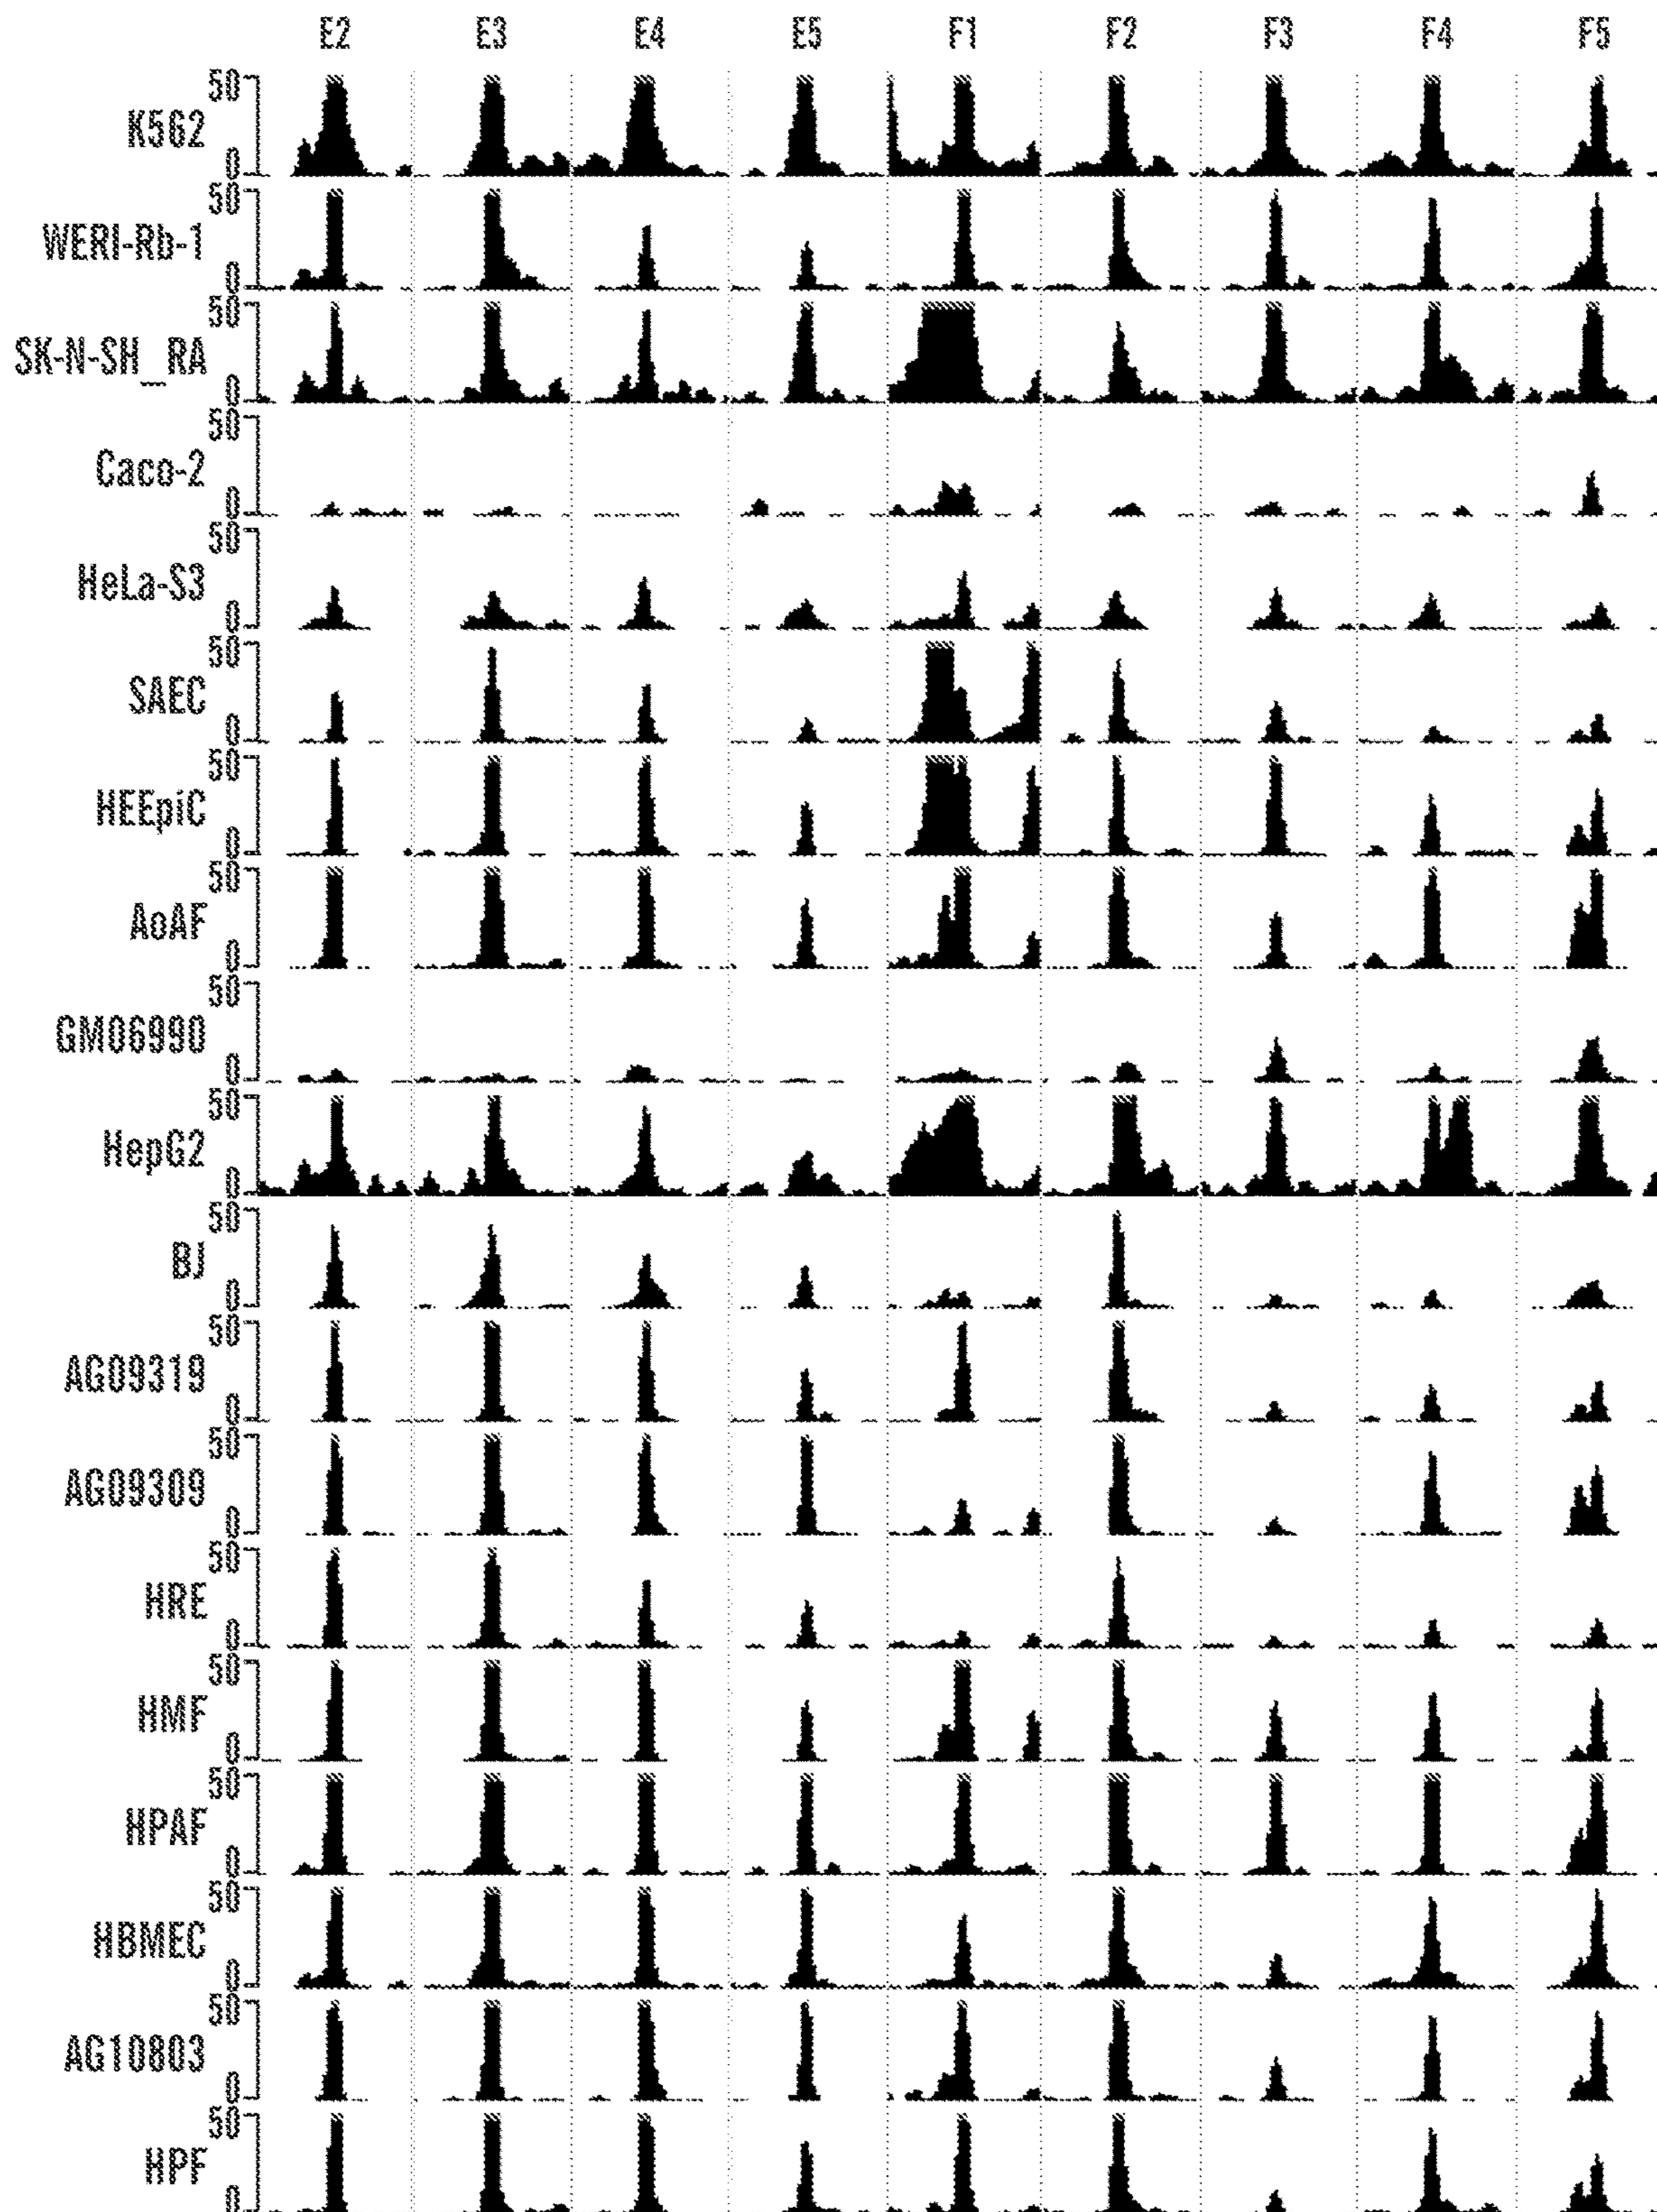 E2 E3 E4 E5 F1 F2 F3 F4 F5
50
K562
0
50
WERI-Rb-1
0
50
SK-N-SH_RA
0
50
Caco-2
0
50
HeLa-S3
0
50
SAEC
0
50
HEEpiC
0
50
AoAF
0
50
GM06990
0
50
HepG2
0
50
BJ
0
50
AG09319
0
50
AG09309
0
50
HRE
0
50
HMF
0
50
HPAF
0
50
HBMEC
0
50
AG10803
0
50
HPF
0